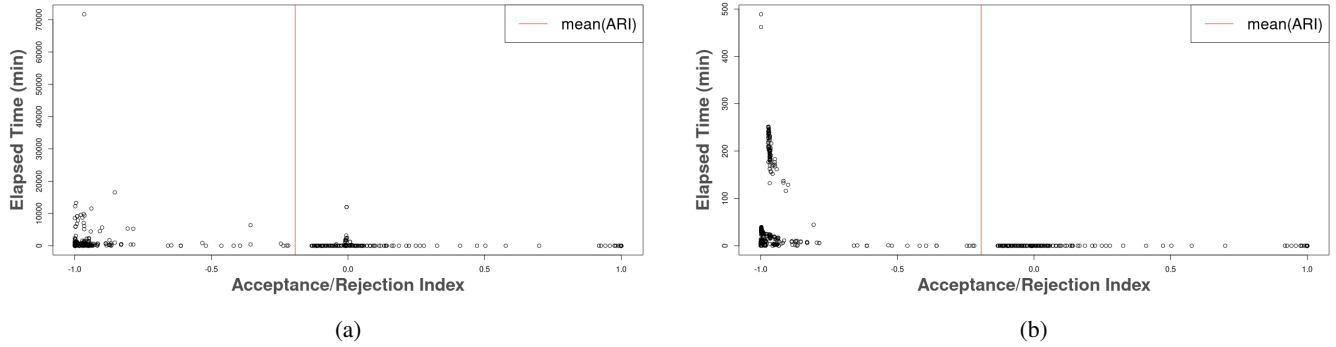 mean(ARI)
Elapsed Time (min)
70000
60000
50000
40000
30000
20000
10000
0
-1.0 -0.5 0.0 0.5 1.0
Acceptance/Rejection Index
(a)
mean(ARI)
Elapsed Time (min)
500
400
300
200
100
0
-1.0 -0.5 0.0 0.5 1.0
Acceptance/Rejection Index
(b)